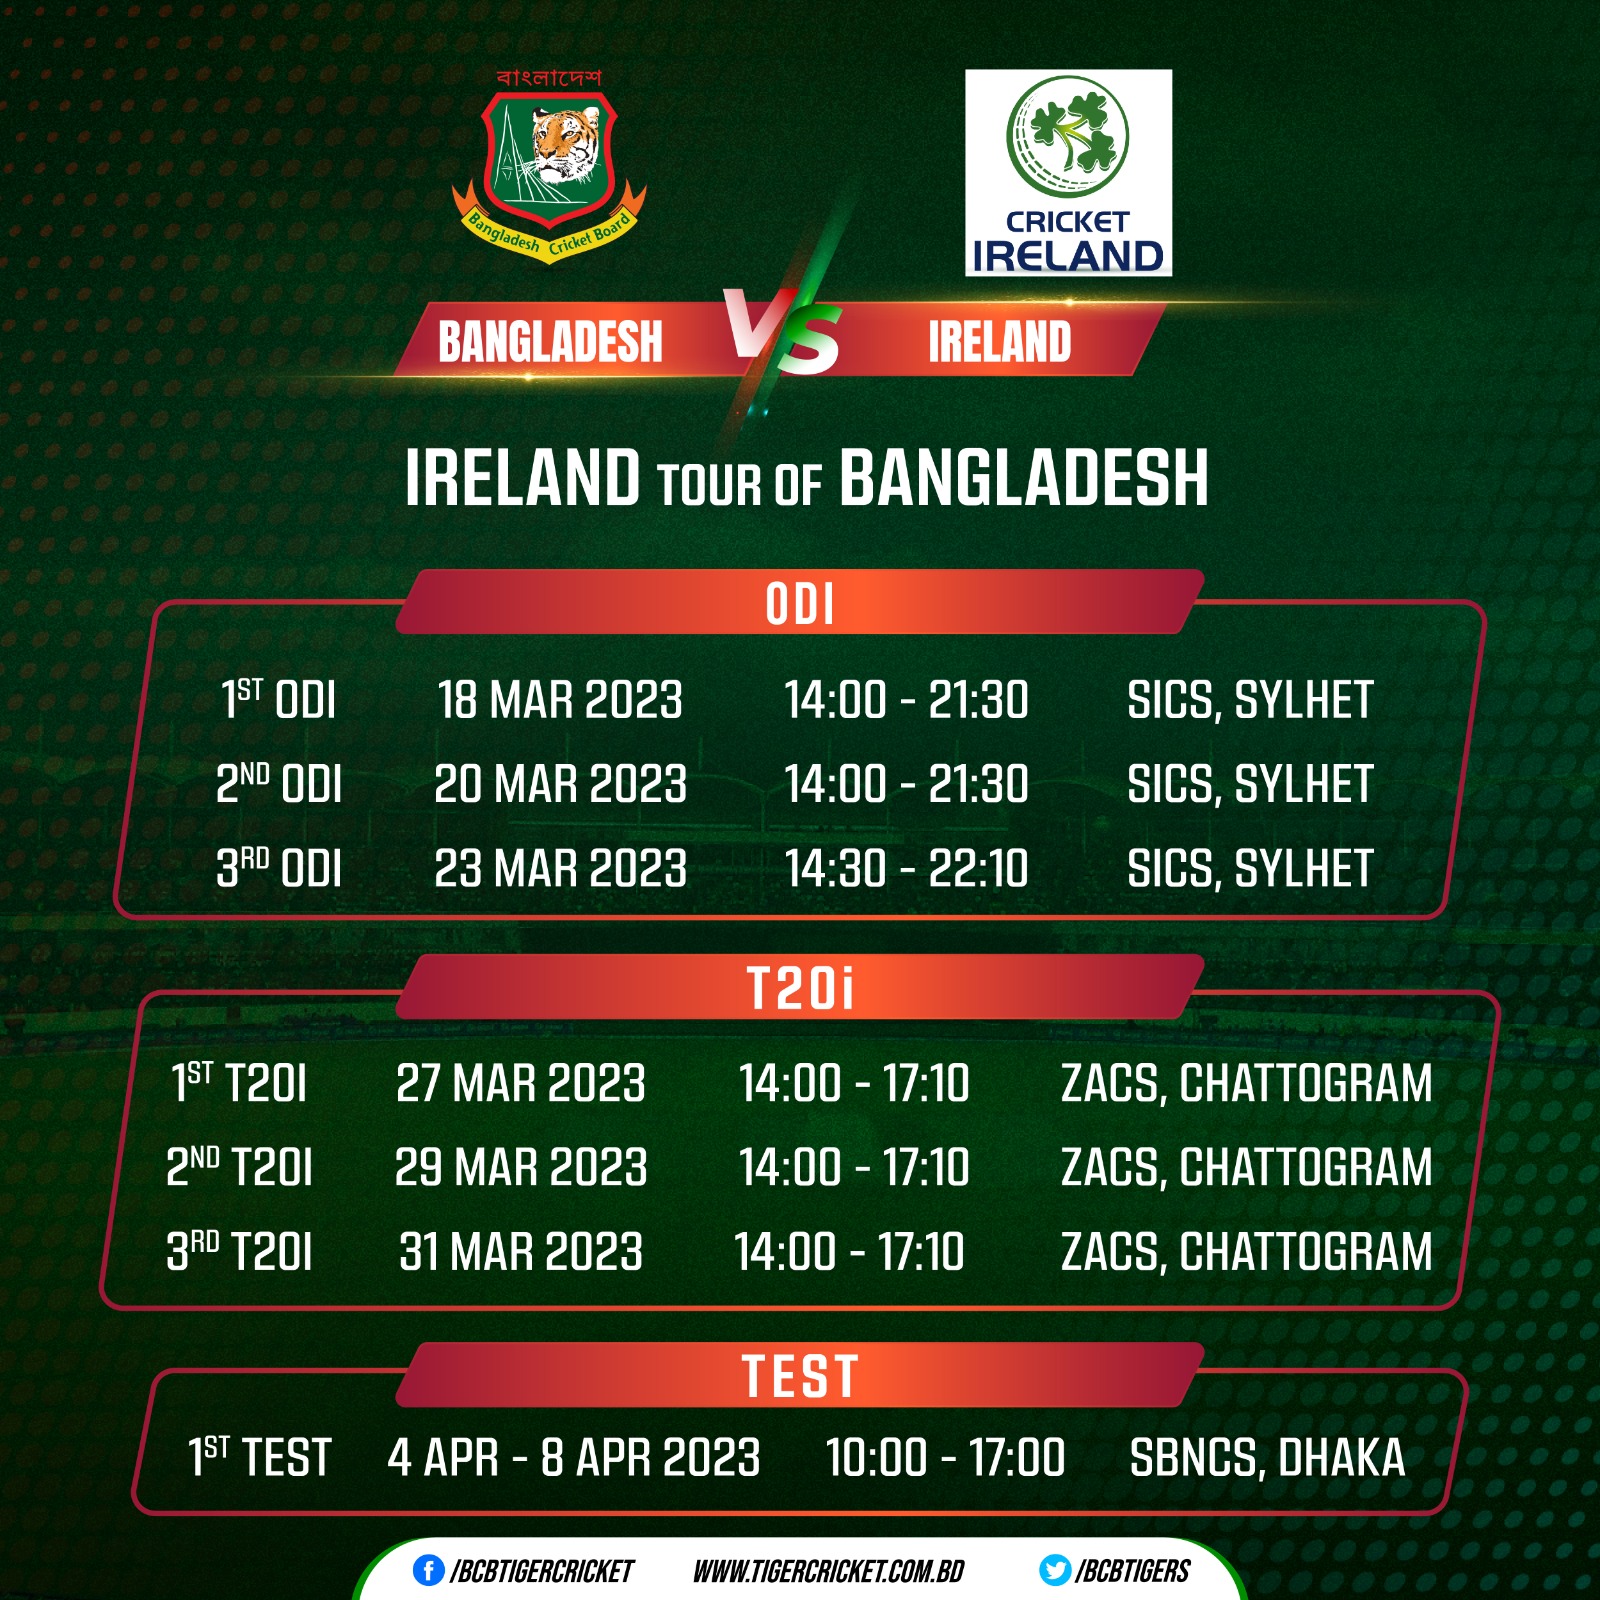 বাংলাদেশ
Bangladesh Cricket Board
CRICKET
IRELAND
BANGLADESH VS IRELAND
IRELAND TOUR OF BANGLADESH
ODI
1ST ODI 18 MAR 2023 14:00 - 21:30 SICS, SYLHET
2ND ODI 20 MAR 2023 14:00 - 21:30 SICS, SYLHET
3RD ODI 23 MAR 2023 14:30 - 22:10 SICS, SYLHET
T20i
1ST T20I 27 MAR 2023 14:00 - 17:10 ZACS, CHATTOGRAM
2ND T20I 29 MAR 2023 14:00 - 17:10 ZACS, CHATTOGRAM
3RD T20I 31 MAR 2023 14:00 - 17:10 ZACS, CHATTOGRAM
TEST
1ST TEST 4 APR - 8 APR 2023 10:00 - 17:00 SBNCS, DHAKA
/BCBTIGERCRICKET WWW.TIGERCRICKET.COM.BD /BCBTIGERS